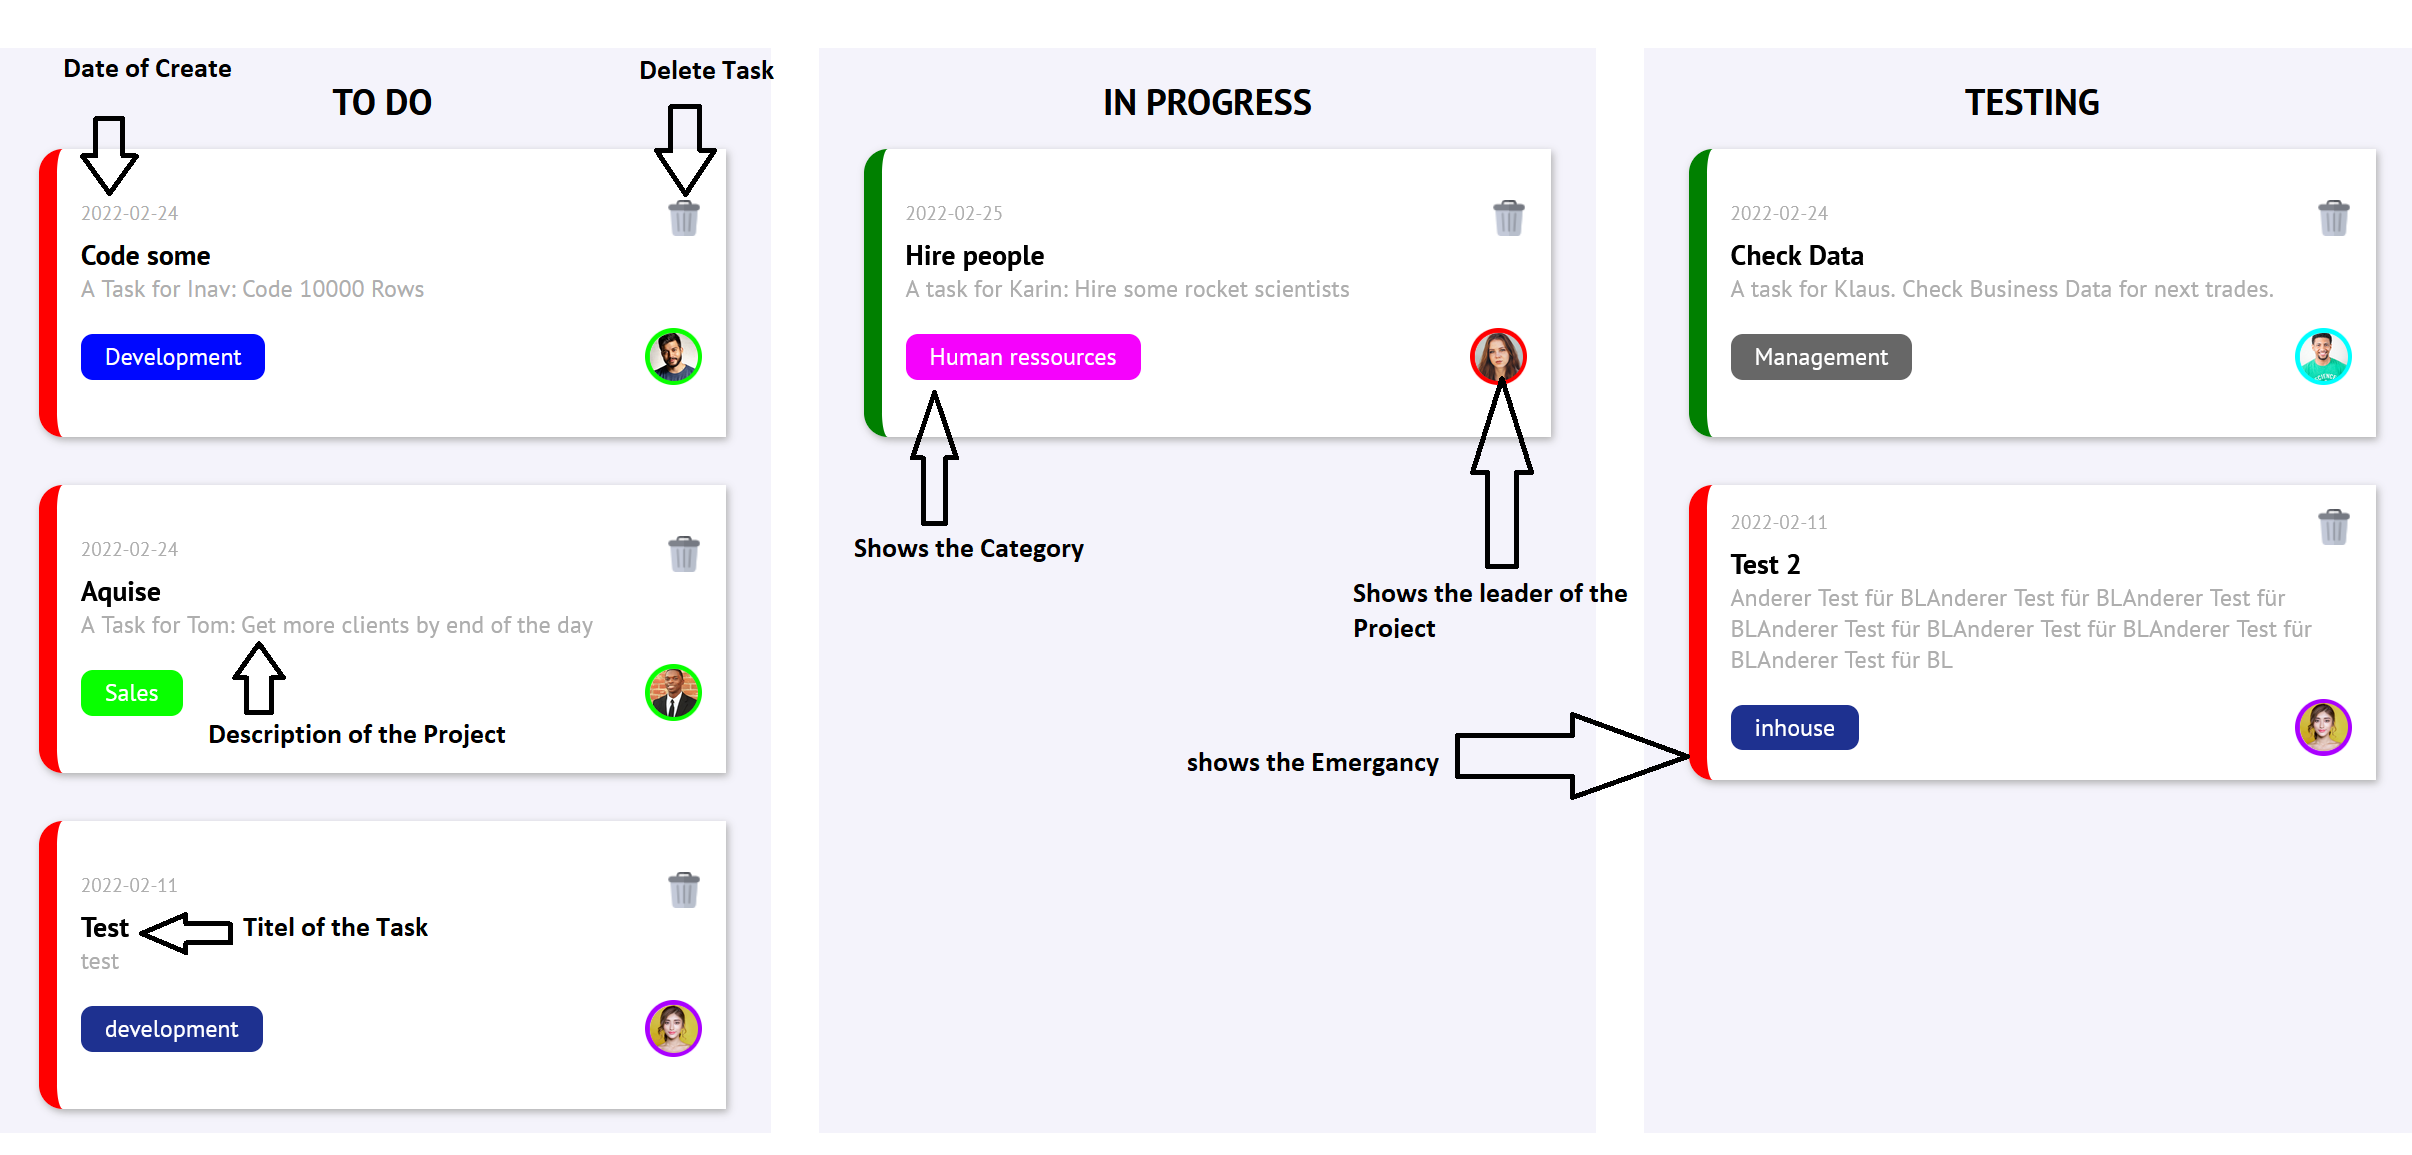 Date of Create
Delete Task
TO DO
2022-02-24
Code some
A Task for Inav: Code 10000 Rows
Development
2022-02-24
Aquise
A Task for Tom: Get more clients by end of the day
Sales
Description of the Project
2022-02-11
Test
Titel of the Task
test
development
IN PROGRESS
2022-02-25
Hire people
A task for Karin: Hire some rocket scientists
Human ressources
Shows the Category
Shows the leader of the
Project
shows the Emergancy
TESTING
2022-02-24
Check Data
A task for Klaus. Check Business Data for next trades.
Management
SCIENCE
2022-02-11
Test 2
Anderer Test für BLAnderer Test für BLAnderer Test für
BLAnderer Test für BLAnderer Test für BLAnderer Test für
BLAnderer Test für BL
inhouse